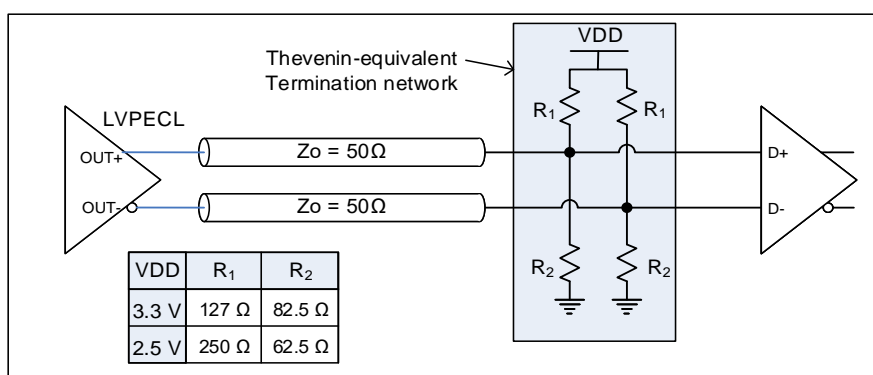 VDD
Thevenin-equivalent
Termination network
R1
R1
LVPECL
OUT+
Zo = 50Ω
D+
OUT-
Zo = 50Ω
D-
R2
R2
VDD R1 R2
3.3 V 127 Ω 82.5 Ω
2.5 V 250 Ω 62.5 Ω